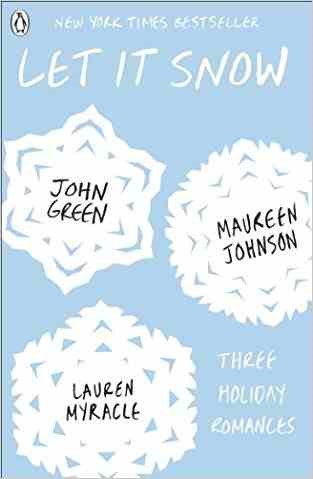 NEW YORK TIMES BESTSELLER
LET IT SNOW
JOHN
GREEN
MAUREEN
JOHNSON
LAUREN
MYRACLE
THREE
HOLIDAY
ROMANCES